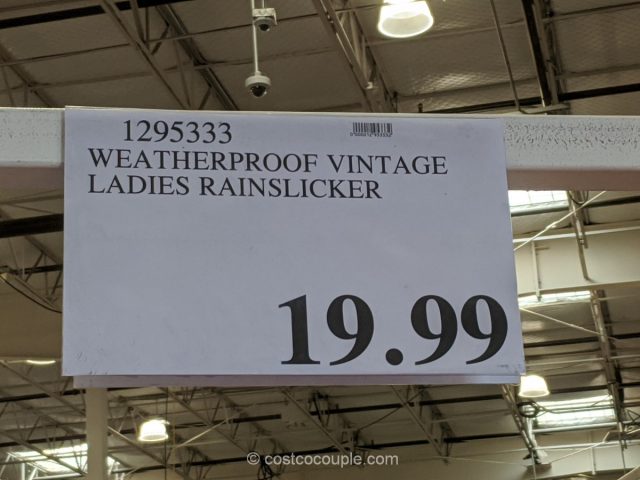 1295333
WEATHERPROOF VINTAGE
LADIES RAINSLICKER
19.99
© costcocouple.com